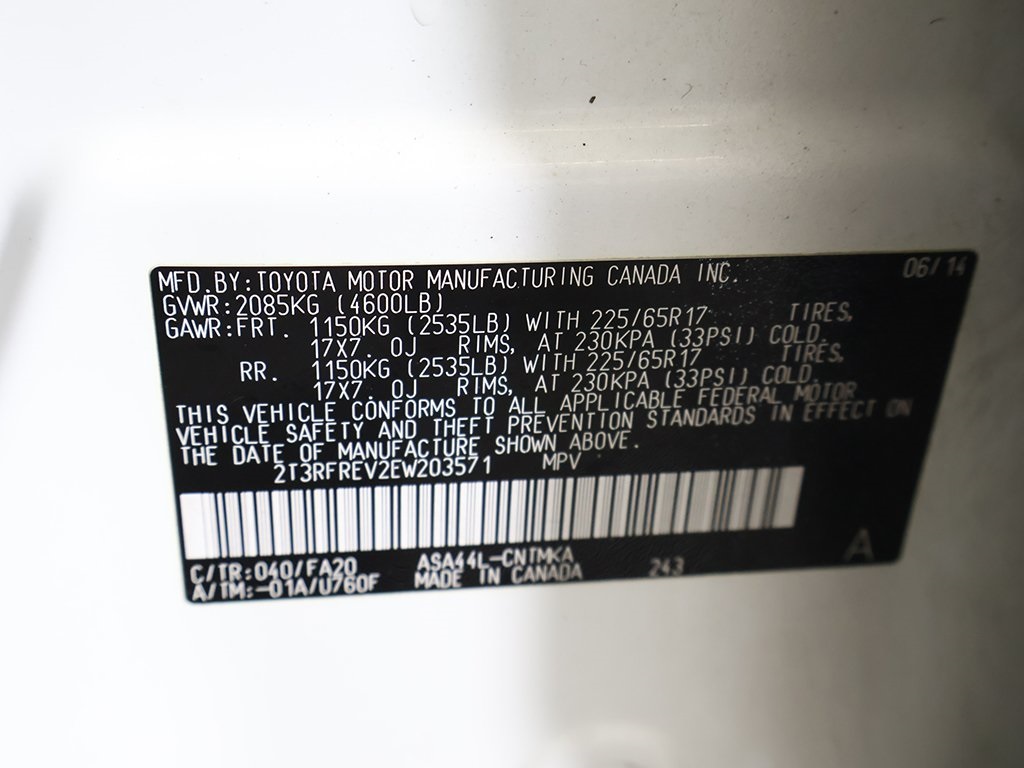 MFD.BY:TOYOTA MOTOR MANUFACTURING CANADA INC. 06/14
GVWR:2085KG (4600LB)
GAWR:FRT. 1150KG (2535LB) WITH 225/65R17 TIRES,
17X7.0J RIMS, AT 230KPA (33PSI) COLD.
RR. 1150KG (2535LB) WITH 225/65R17 TIRES,
17X7.0J RIMS, AT 230KPA (33PSI) COLD.
THIS VEHICLE CONFORMS TO ALL APPLICABLE FEDERAL MOTOR
VEHICLE SAFETY AND THEFT PREVENTION STANDARDS IN EFFECT ON
THE DATE OF MANUFACTURE SHOWN ABOVE.
2T3RFREV2EW203571 MPV
C/TR:040/FA20 ASA44L-CNTMKA 243 A
A/TM:-01A/U760F MADE IN CANADA